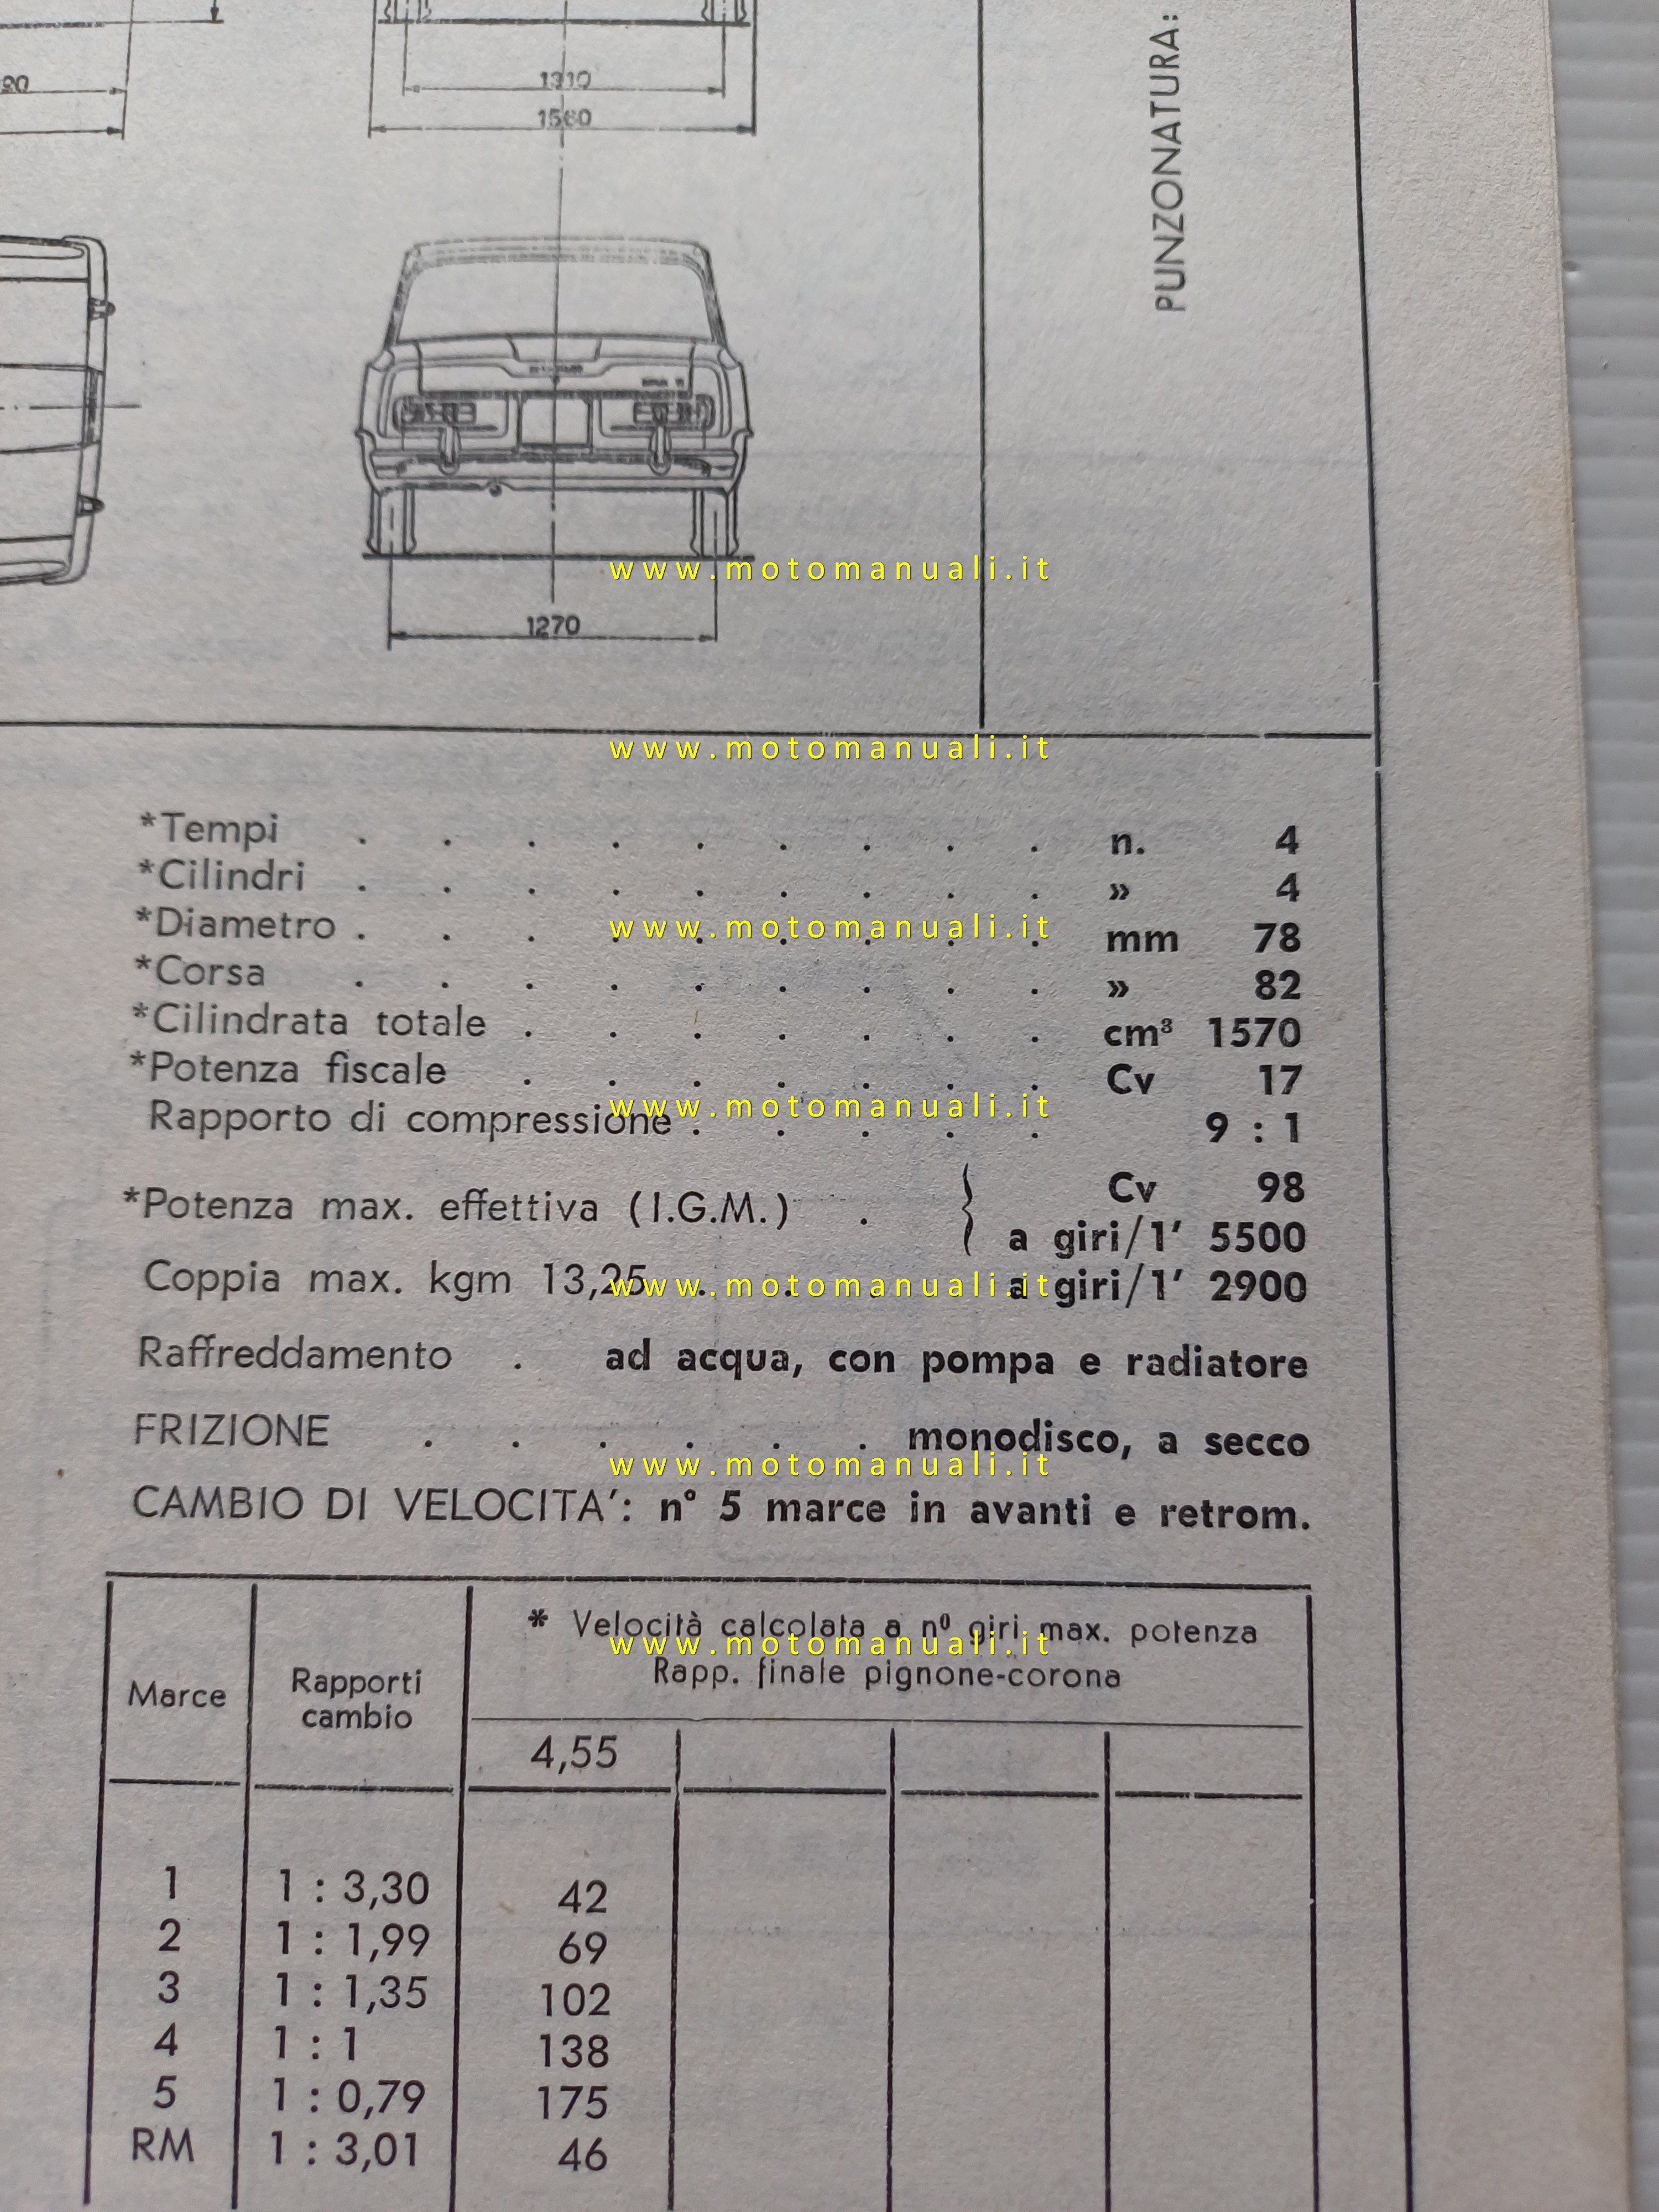 90
1310
1560
PUNZONATURA:
1270
www.motomanuali.it
www.motomanuali.it
*Tempi . . . . . . . . . n. 4
*Cilindri . . . . . . . . . » 4
*Diametro . . . . . . . . . mm 78
www.motomanuali.it
*Corsa . . . . . . . . . » 82
*Cilindrata totale . . . . . . . cm³ 1570
*Potenza fiscale . . . . . . . Cv 17
www.motomanuali.it
Rapporto di compressione . . . . . 9 : 1
*Potenza max. effettiva (I.G.M.) . Cv 98
a giri/1' 5500
Coppia max. kgm 13,25 . . . a giri/1' 2900
www.motomanuali.it
Raffreddamento . ad acqua, con pompa e radiatore
FRIZIONE . . . . . . monodisco, a secco
www.motomanuali.it
CAMBIO DI VELOCITA': n° 5 marce in avanti e retrom.
Marce
Rapporti
cambio
* Velocità calcolata a n⁰ giri max. potenza
www.motomanuali.it
Rapp. finale pignone-corona
4,55
1 1 : 3,30 42
2 1 : 1,99 69
3 1 : 1,35 102
4 1 : 1 138
5 1 : 0,79 175
RM 1 : 3,01 46